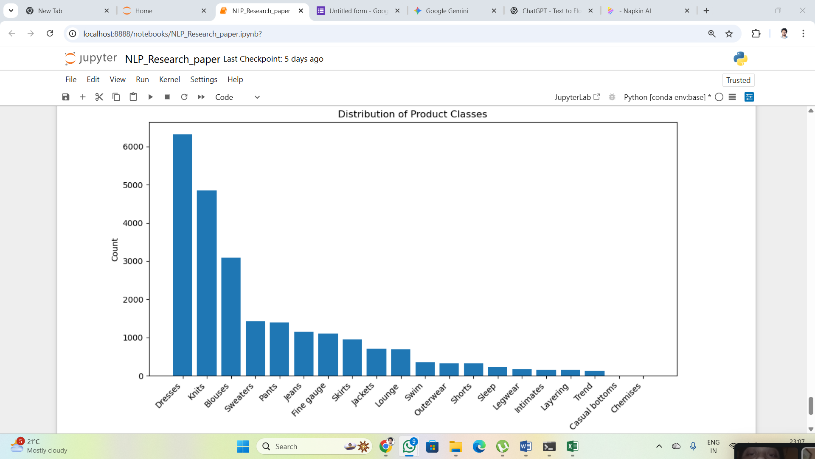 New Tab
Home
NLP_Research_paper
Untitled form - Goo
Google Gemini
ChatGPT - Text to Fl
- Napkin AI
localhost:8888/notebooks/NLP_Research_paper.ipynb?
jupyter NLP_Research_paper Last Checkpoint: 5 days ago
File Edit View Run Kernel Settings Help
Trusted
Code
JupyterLab
Python [conda env:base] *
Distribution of Product Classes
Count
6000
5000
4000
3000
2000
1000
0
Dresses
Knits
Blouses
Sweaters
Pants
Jeans
Fine gauge
Skirts
Jackets
Lounge
Swim
Outerwear
Shorts
Sleep
Legwear
Intimates
Layering
Trend
Casual bottoms
Chemises
21°C
Mostly cloudy
Search
ENG
IN
23:07